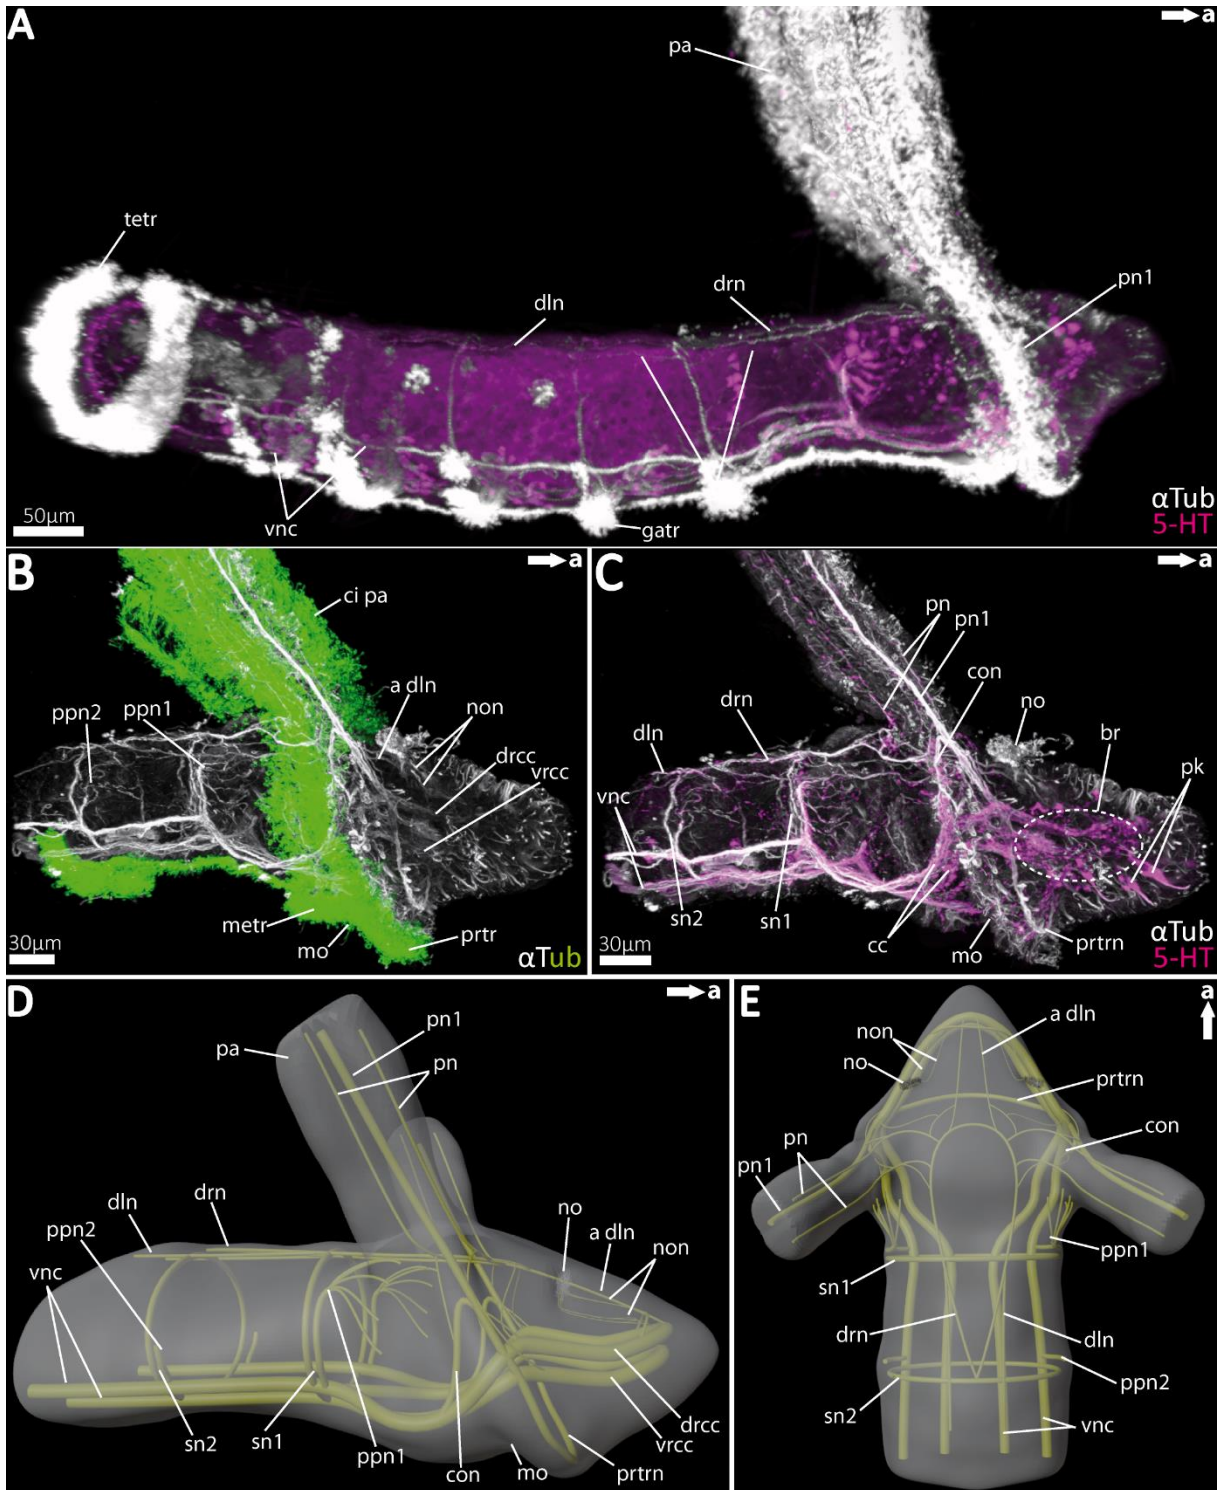 A
a
pa
tetr
dln
drn
pn1
vnc
gatr
50µm
αTub
5-HT
B
a
ci pa
a dln
non
ppn2
ppn1
drcc
vrcc
metr
mo
prtr
30µm
αTub
C
a
pn
pn1
con
no
drn
dln
br
pk
vnc
sn2
sn1
cc
mo
prtrn
30µm
αTub
5-HT
D
a
pn1
pa
pn
drn
no
dln
a dln
non
ppn2
vnc
sn2
sn1
ppn1
con
mo
prtrn
vrcc
drcc
E
a
non
a dln
no
prtrn
con
pn
pn1
ppn1
sn1
drn
dln
ppn2
sn2
vnc